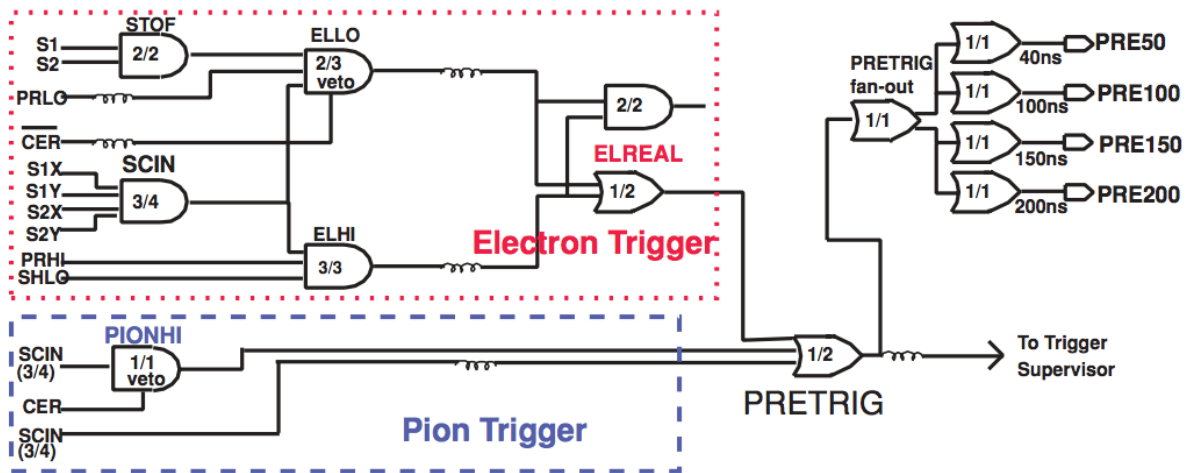 STOF
S1
S2
2/2
PRLO
CER
ELLO
2/3
veto
S1X
S1Y
S2X
S2Y
SCIN
3/4
PRHI
SHLO
ELHI
3/3
2/2
ELREAL
1/2
Electron Trigger
PIONHI
SCIN
(3/4)
1/1
veto
CER
SCIN
(3/4)
Pion Trigger
1/2
PRETRIG
To Trigger
Supervisor
PRETRIG
fan-out
1/1
1/1
40ns
PRE50
1/1
100ns
PRE100
1/1
150ns
PRE150
1/1
200ns
PRE200